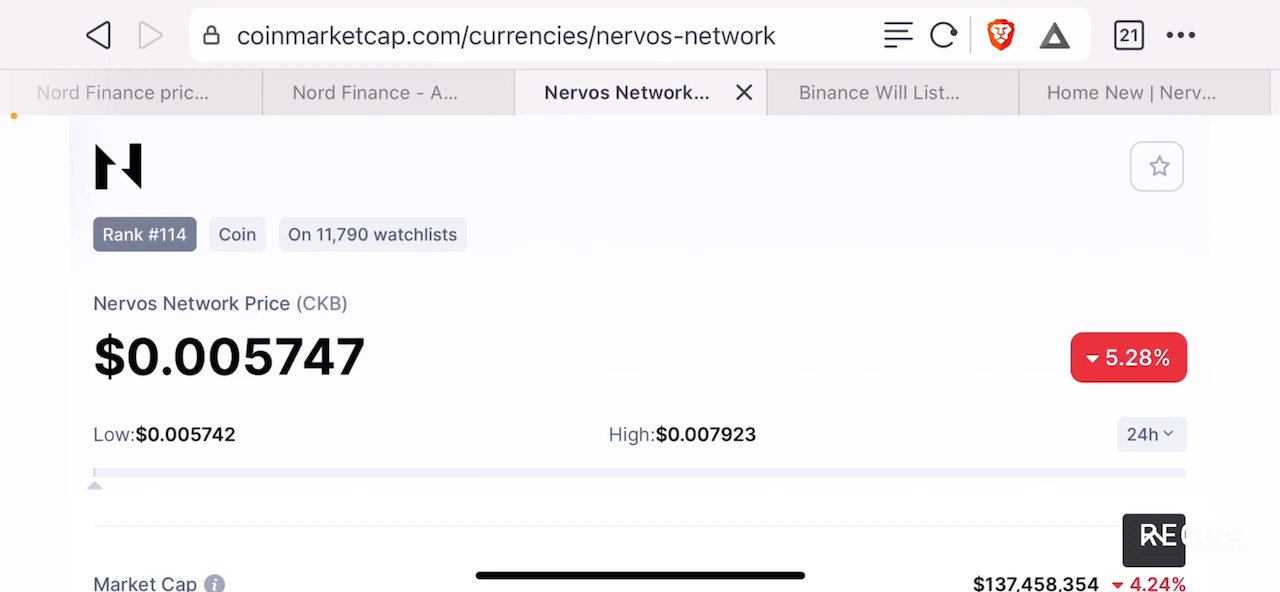 coinmarketcap.com/currencies/nervos-network
21
Nord Finance pric...
Nord Finance - A...
Nervos Network...
Binance Will List...
Home New | Nerv...
Rank #114
Coin
On 11,790 watchlists
Nervos Network Price (CKB)
$0.005747
5.28%
Low:$0.005742
High:$0.007923
24h
Market Cap
$137,458,354
4.24%